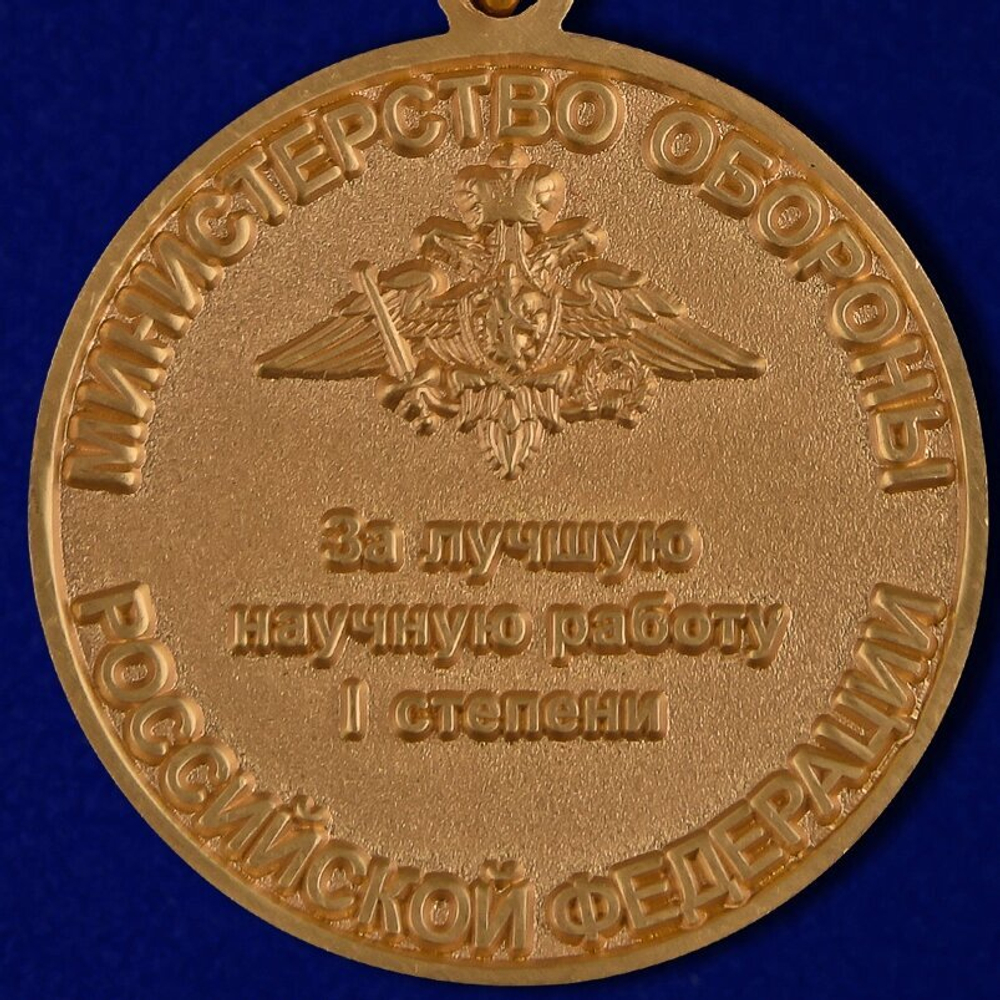 МИНИСТЕРСТВО ОБОРОНЫ
За лучшую
научную работу
I степени
РОССИЙСКОЙ ФЕДЕРАЦИИ